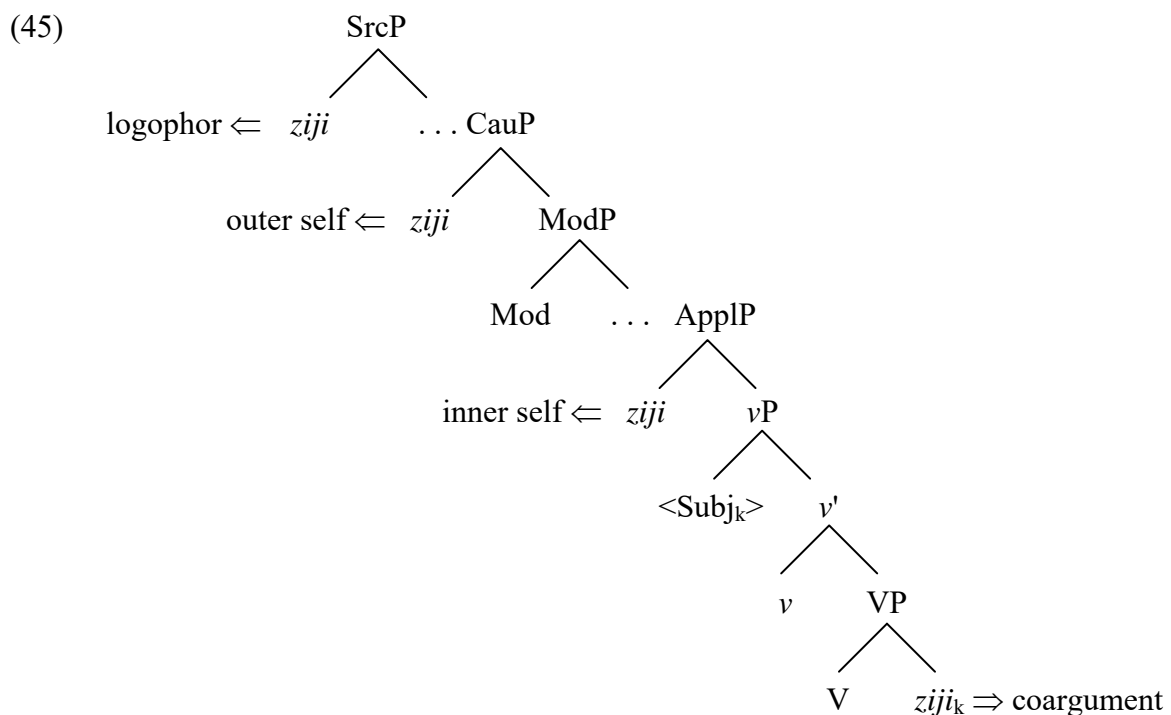 (45) SrcP
logophor ⇐ ziji . . . CauP
outer self ⇐ ziji ModP
Mod . . . ApplP
inner self ⇐ ziji vP
<Subjk> v'
v VP
V zijik ⇒ coargument